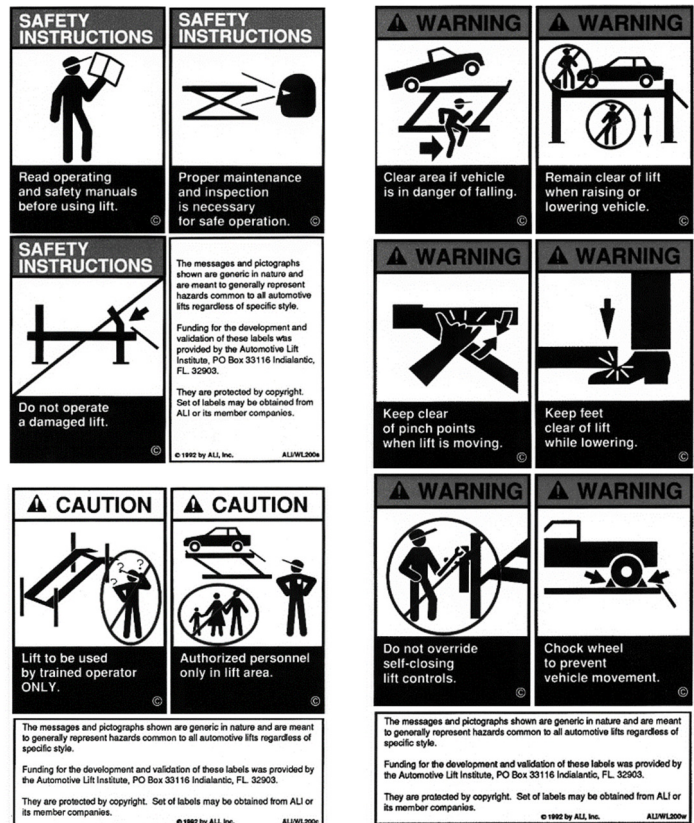 SAFETY
INSTRUCTIONS
Read operating
and safety manuals
before using lift.
©
SAFETY
INSTRUCTIONS
Proper maintenance
and inspection
is necessary
for safe operation.
©
SAFETY
INSTRUCTIONS
Do not operate
a damaged lift.
©
The messages and pictographs
shown are generic in nature and
are meant to generally represent
hazards common to all automotive
lifts regardless of specific style.
Funding for the development and
validation of these labels was
provided by the Automotive Lift
Institute, PO Box 33116 Indialantic,
FL. 32903.
They are protected by copyright.
Set of labels may be obtained from
ALI or its member companies.
© 1992 by ALI, Inc. ALI/WL200s
CAUTION
? ? ?
Lift to be used
by trained operator
ONLY.
©
CAUTION
Authorized personnel
only in lift area.
©
The messages and pictographs shown are generic in nature and are meant
to generally represent hazards common to all automotive lifts regardless of
specific style.
Funding for the development and validation of these labels was provided by
the Automotive Lift Institute, PO Box 33116 Indialantic, FL. 32903.
They are protected by copyright. Set of labels may be obtained from ALI or
its member companies.
© 1992 by ALI, Inc. ALI/WL200c
WARNING
Clear area if vehicle
is in danger of falling.
©
WARNING
Remain clear of lift
when raising or
lowering vehicle.
©
WARNING
Keep clear
of pinch points
when lift is moving.
©
WARNING
Keep feet
clear of lift
while lowering.
©
WARNING
Do not override
self-closing
lift controls.
©
WARNING
Chock wheel
to prevent
vehicle movement.
©
The messages and pictographs shown are generic in nature and are meant
to generally represent hazards common to all automotive lifts regardless of
specific style.
Funding for the development and validation of these labels was provided by
the Automotive Lift Institute, PO Box 33116 Indialantic, FL. 32903.
They are protected by copyright. Set of labels may be obtained from ALI or
its member companies.
© 1992 by ALI, Inc. ALI/WL200w